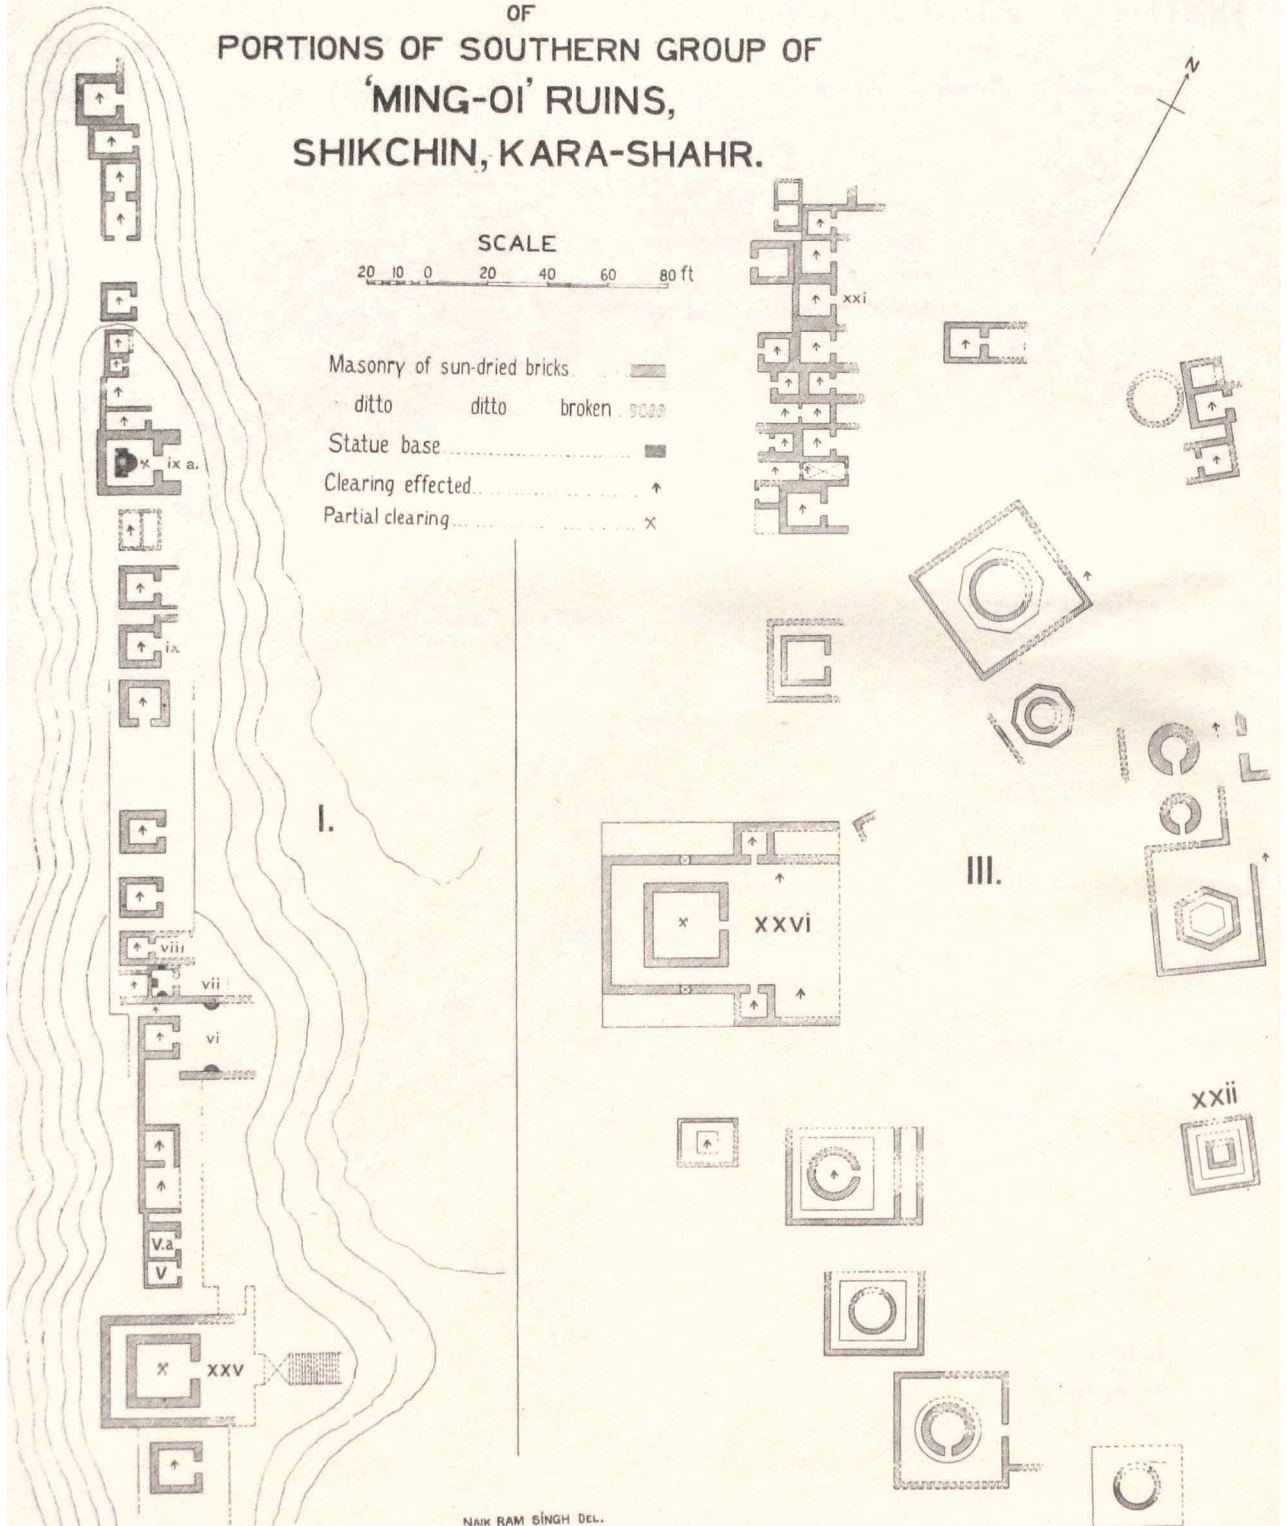 OF
PORTIONS OF SOUTHERN GROUP OF
'MING-OI' RUINS,
SHIKCHIN, KARA-SHAHR.
N
SCALE
20 10 0 20 40 60 80 ft
Masonry of sun-dried bricks
ditto ditto broken
Statue base
Clearing effected
Partial clearing
xxi
ix a.
ix
I.
III.
xxvi
viii
vii
vi
xxii
V.a
V
XXV
NAIK RAM SINGH DEL.